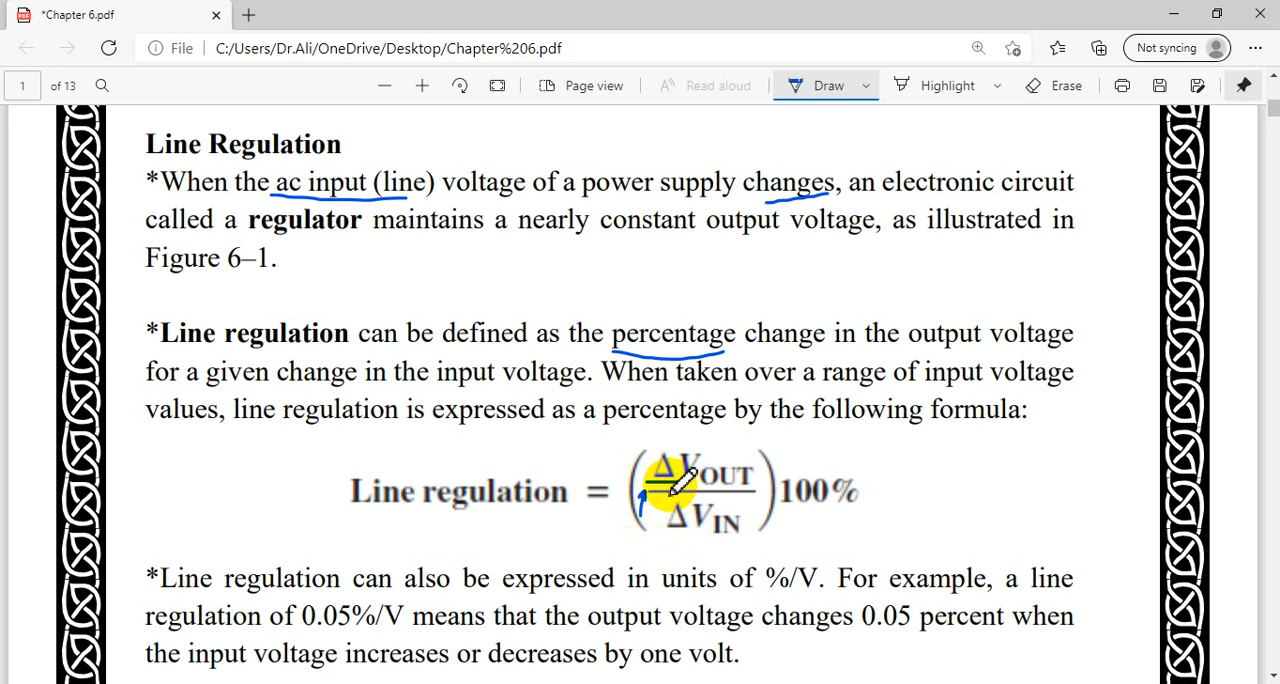 *Chapter 6.pdf
File | C:/Users/Dr.Ali/OneDrive/Desktop/Chapter%206.pdf
Not syncing
1 of 13
Page view
Read aloud
Draw
Highlight
Erase
Line Regulation
*When the ac input (line) voltage of a power supply changes, an electronic circuit
called a regulator maintains a nearly constant output voltage, as illustrated in
Figure 6–1.
*Line regulation can be defined as the percentage change in the output voltage
for a given change in the input voltage. When taken over a range of input voltage
values, line regulation is expressed as a percentage by the following formula:
Line regulation = (ΔVOUT / ΔVIN)100%
*Line regulation can also be expressed in units of %/V. For example, a line
regulation of 0.05%/V means that the output voltage changes 0.05 percent when
the input voltage increases or decreases by one volt.